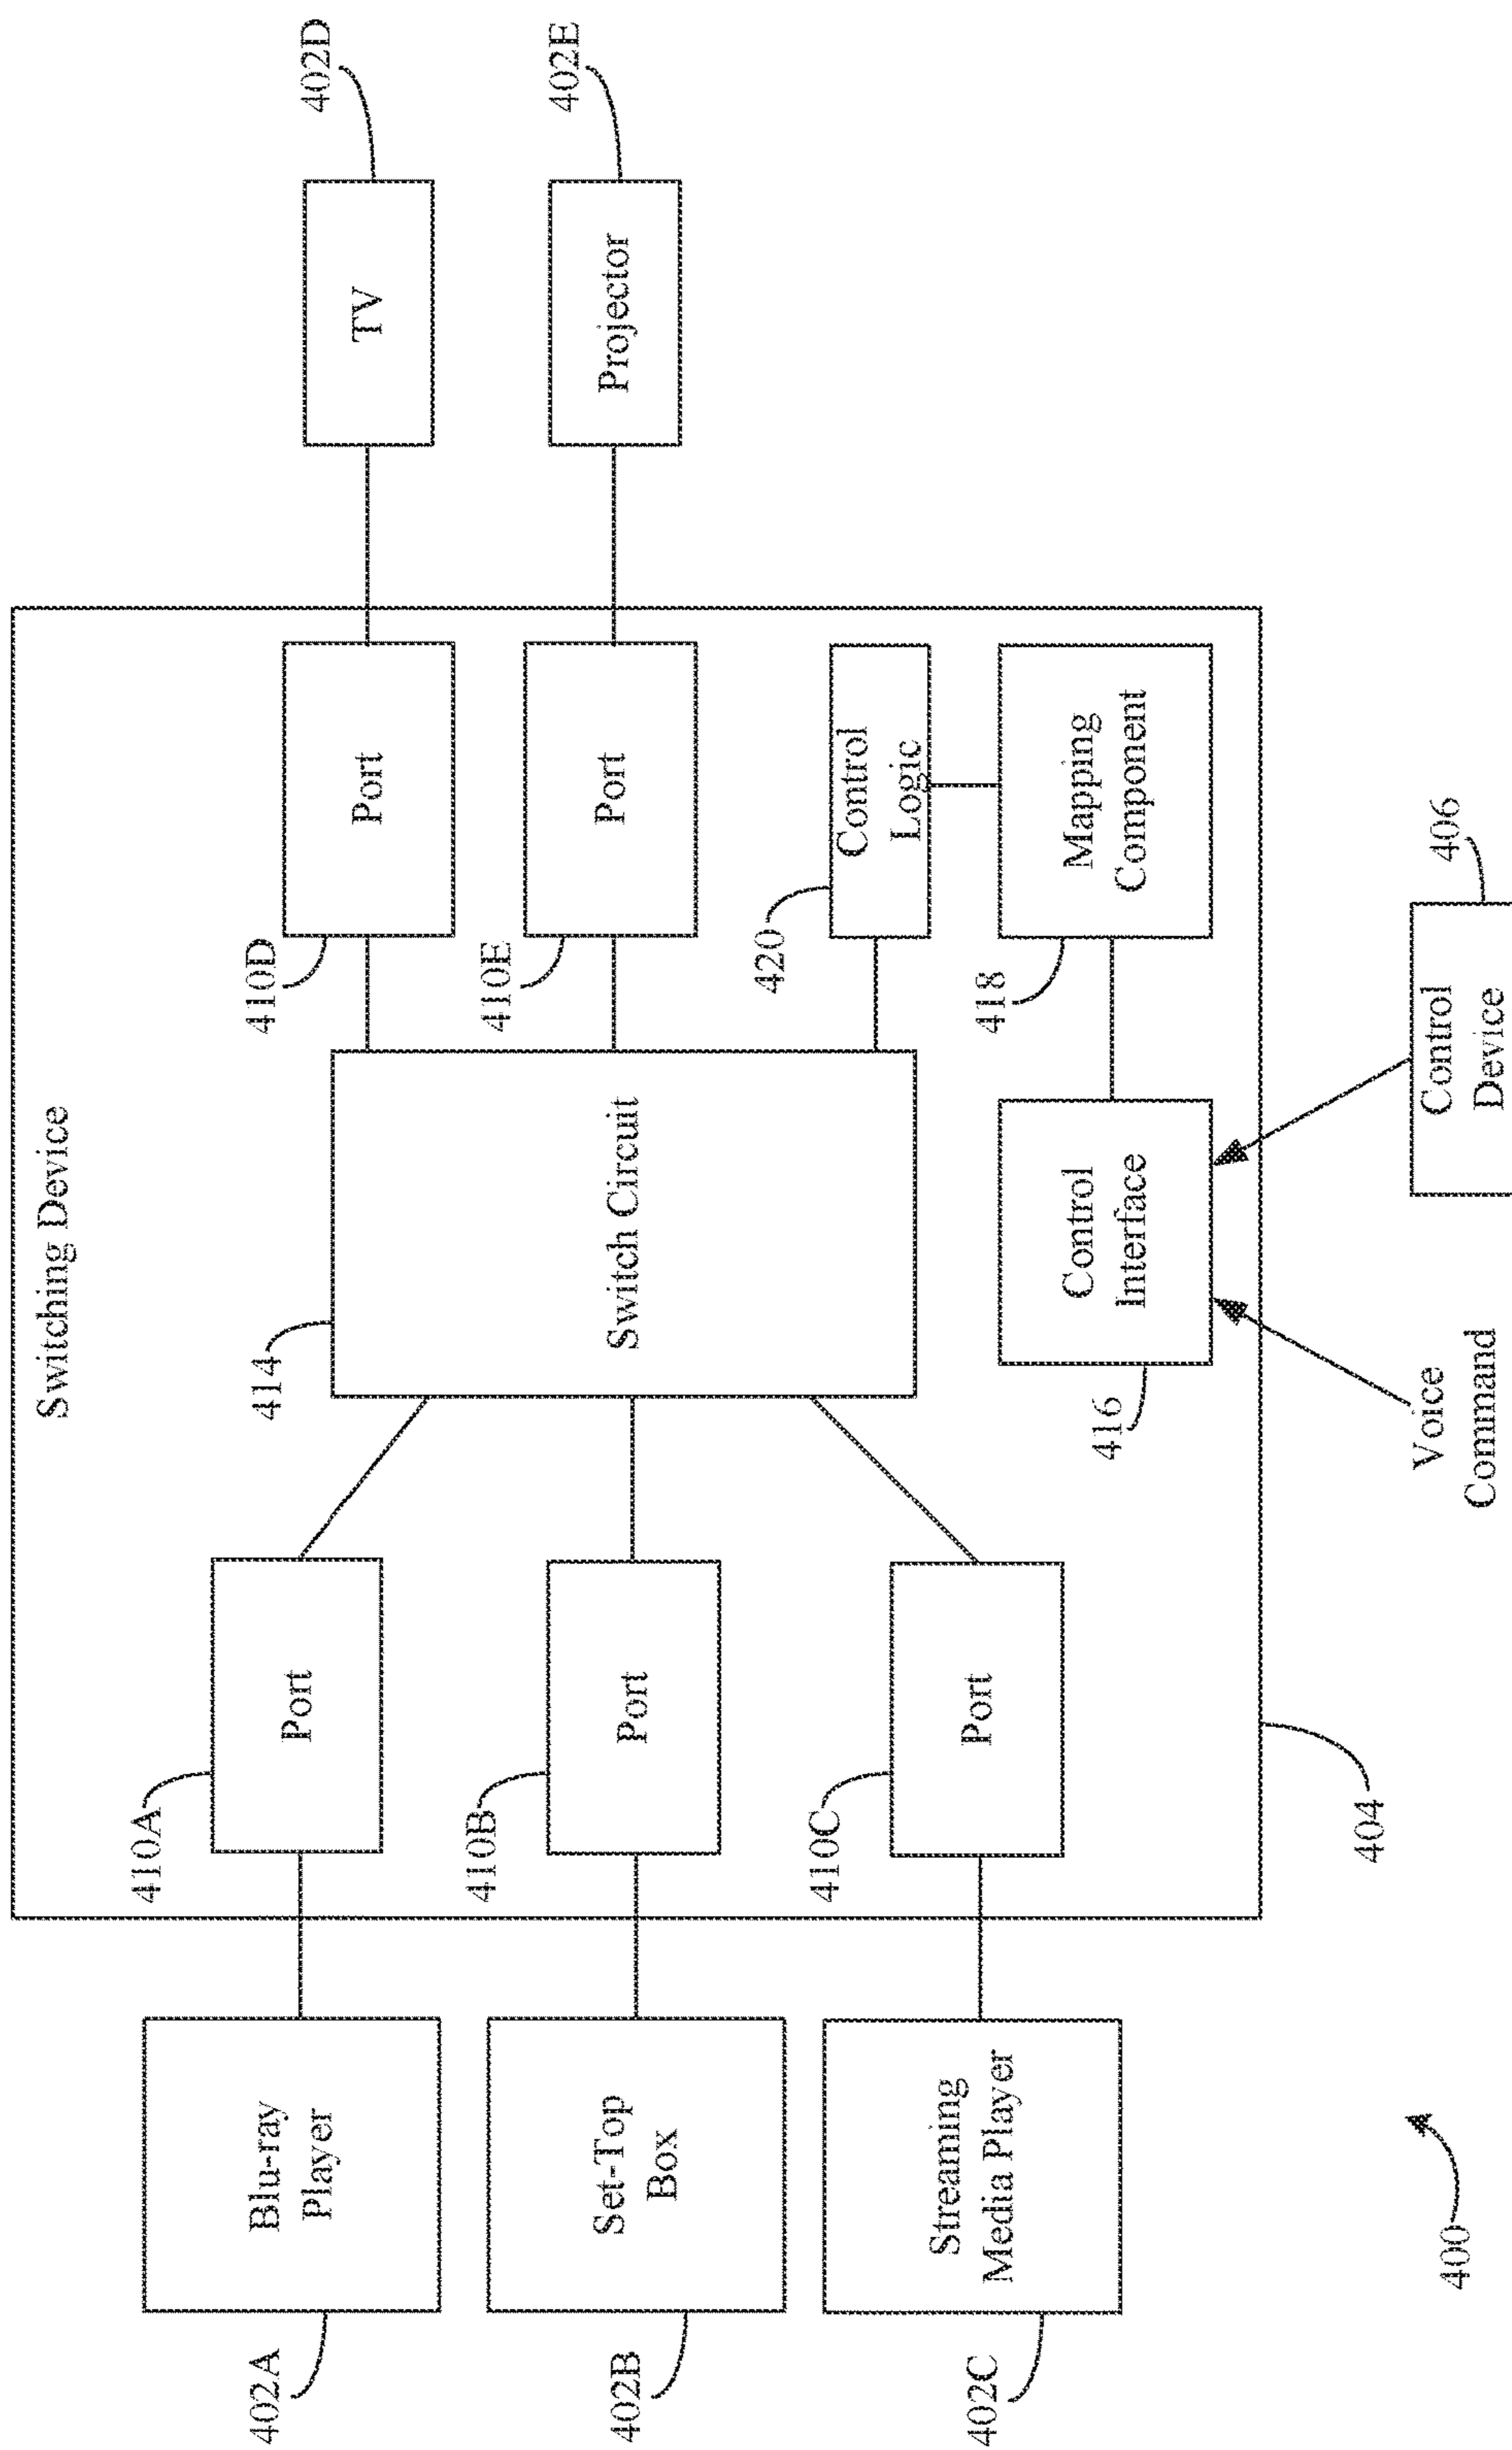 Switching Device
402A
Blu-ray
Player
410A
Port
402B
Set-Top
Box
410B
Port
402C
Streaming
Media Player
410C
Port
414
Switch Circuit
410D
Port
TV
402D
410E
Port
Projector
402E
420
Control
Logic
418
Mapping
Component
416
Control
Interface
Voice
Command
Control
Device
406
404
400